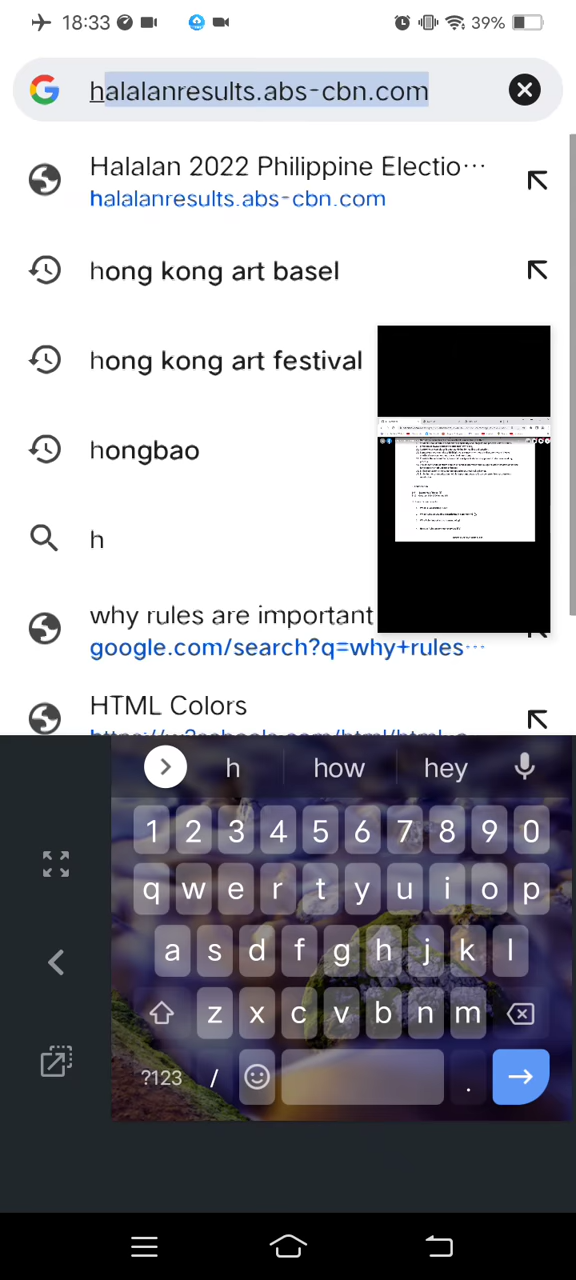 18:33
39%
halalanresults.abs-cbn.com
Halalan 2022 Philippine Electio...
halalanresults.abs-cbn.com
hong kong art basel
hong kong art festival
hongbao
h
why rules are important
google.com/search?q=why+rules...
HTML Colors
h how hey
1 2 3 4 5 6 7 8 9 0
q w e r t y u i o p
a s d f g h j k l
z x c v b n m
?123 / .